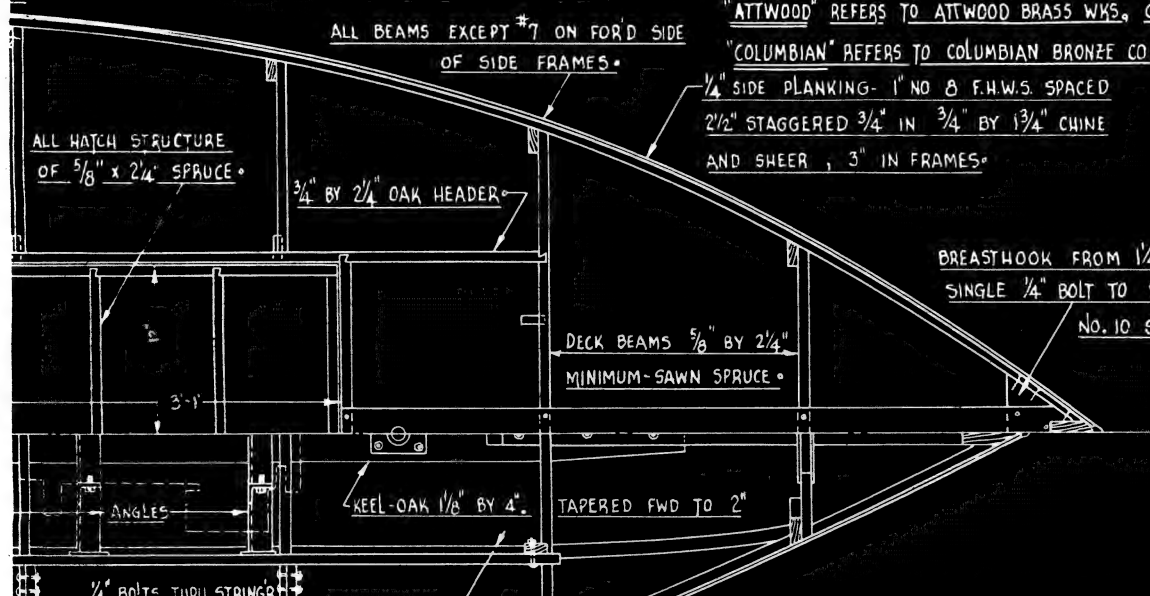 "ATTWOOD" REFERS TO ATTWOOD BRASS WKS.
"COLUMBIAN" REFERS TO COLUMBIAN BRONZE CO
ALL BEAMS EXCEPT #7 ON FOR'D SIDE
OF SIDE FRAMES.
1/4" SIDE PLANKING- 1" NO 8 F.H.W.S. SPACED
2 1/2" STAGGERED 3/4" IN 3/4" BY 1 3/4" CHINE
AND SHEER , 3" IN FRAMES.
ALL HATCH STRUCTURE
OF 5/8" x 2 1/4" SPRUCE.
3/4" BY 2 1/4" OAK HEADER.
BREASTHOOK FROM
SINGLE 1/4" BOLT TO
NO. 10
DECK BEAMS 5/8" BY 2 1/4"
MINIMUM-SAWN SPRUCE.
3'-1"
KEEL-OAK 1 1/8" BY 4". TAPERED FWD TO 2"
ANGLES
1/4" BOLTS THRU STRING'R